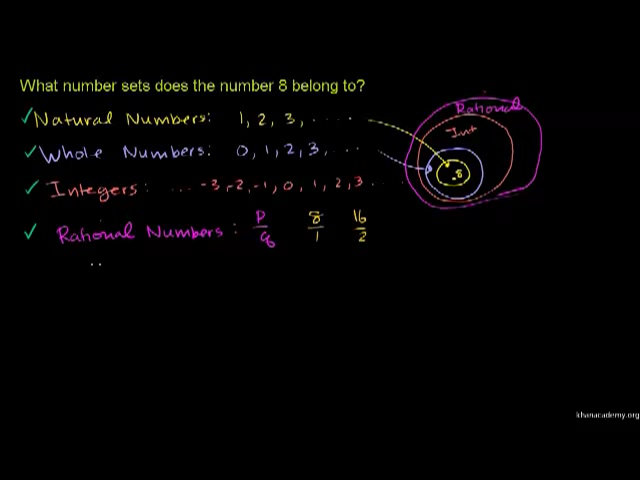 What number sets does the number 8 belong to?
Rational
✓ Natural Numbers: 1, 2, 3, .....
Int
✓ Whole Numbers: 0, 1, 2, 3, ...
.8
✓ Integers: ... -3, -2, -1, 0, 1, 2, 3 ...
✓ Rational Numbers: p/q 8/1 16/2
khanacademy.org